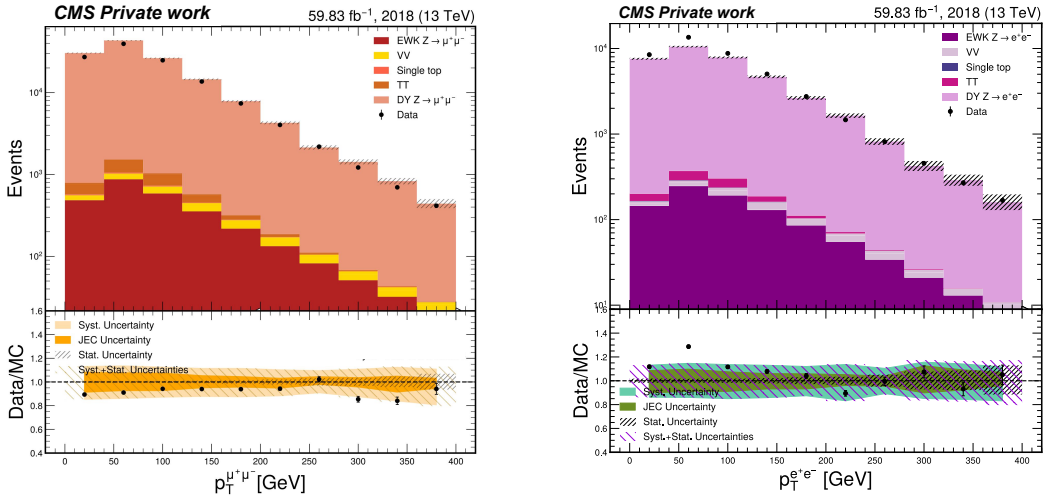 CMS Private work 59.83 fb⁻¹, 2018 (13 TeV)
EWK Z → μ⁺μ⁻
VV
Single top
TT
DY Z → μ⁺μ⁻
Data
Events
10⁴
10³
10²
Syst. Uncertainty
JEC Uncertainty
Stat. Uncertainty
Syst.+Stat. Uncertainties
Data/MC
1.6
1.4
1.2
1.0
0.8
0.6
0.4
0 50 100 150 200 250 300 350 400
p_T^{μ⁺μ⁻} [GeV]
CMS Private work 59.83 fb⁻¹, 2018 (13 TeV)
EWK Z → e⁺e⁻
VV
Single top
TT
DY Z → e⁺e⁻
Data
Events
10⁴
10³
10²
10¹
Data/MC
1.6
1.4
1.2
1.0
0.8
0.6
0.4
Syst. Uncertainty
JEC Uncertainty
Stat. Uncertainty
Syst.+Stat. Uncertainties
0 50 100 150 200 250 300 350 400
p_T^{e⁺e⁻} [GeV]